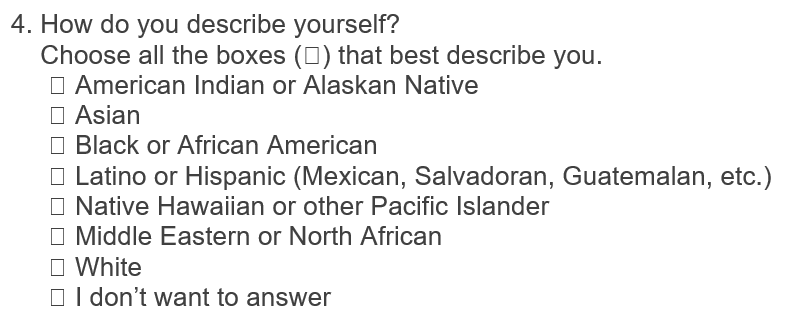 4. How do you describe yourself?
Choose all the boxes (☐) that best describe you.
☐ American Indian or Alaskan Native
☐ Asian
☐ Black or African American
☐ Latino or Hispanic (Mexican, Salvadoran, Guatemalan, etc.)
☐ Native Hawaiian or other Pacific Islander
☐ Middle Eastern or North African
☐ White
☐ I don’t want to answer